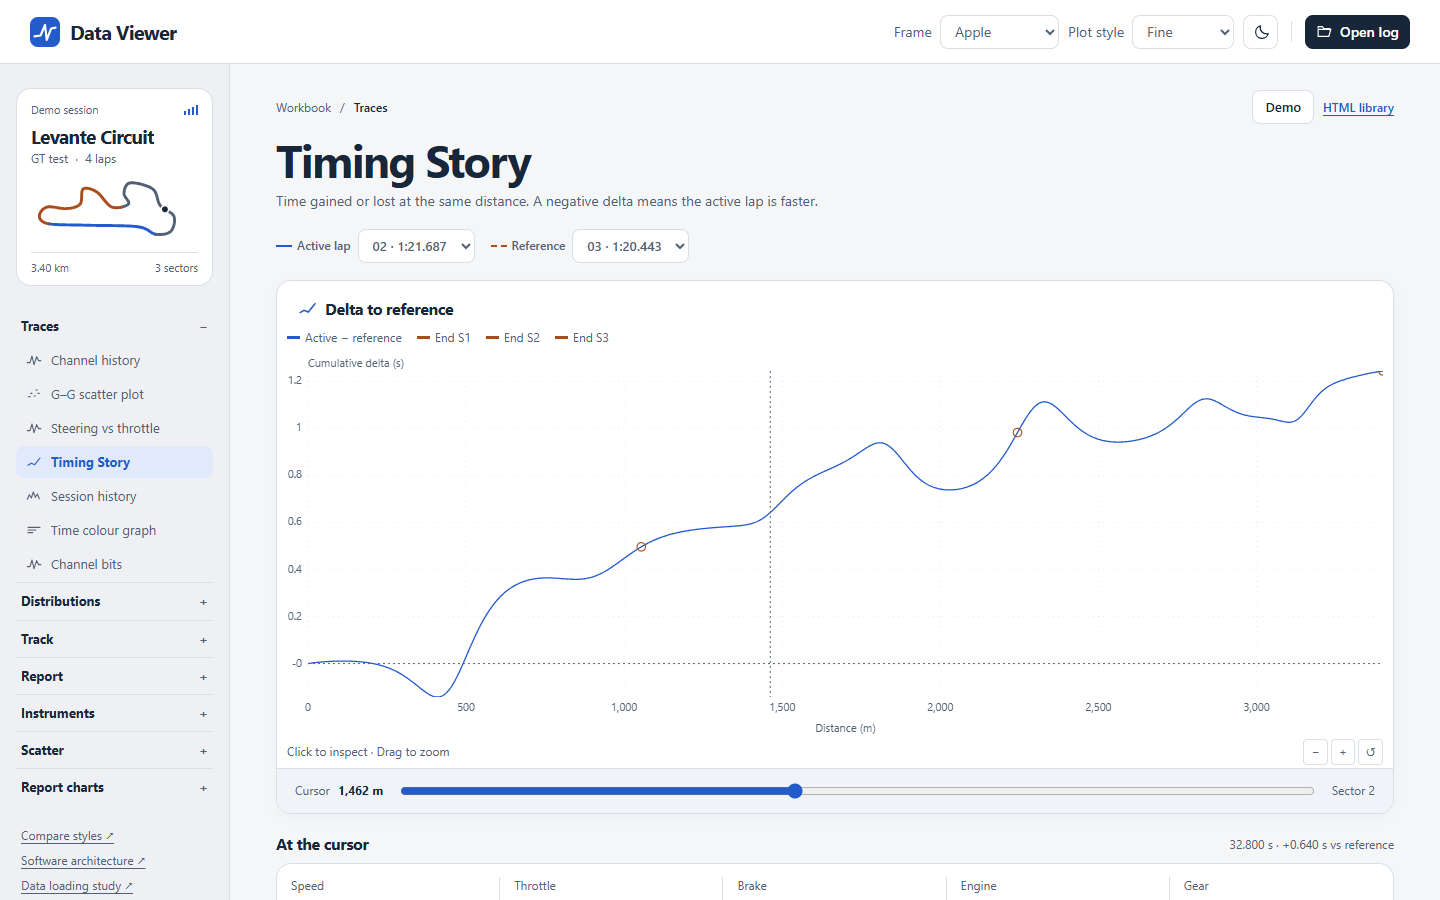 Data Viewer
Frame Apple Plot style Fine Open log
Demo session
Levante Circuit
GT test · 4 laps
3.40 km 3 sectors
Traces −
Channel history
G–G scatter plot
Steering vs throttle
Timing Story
Session history
Time colour graph
Channel bits
Distributions +
Track +
Report +
Instruments +
Scatter +
Report charts +
Compare styles ↗
Software architecture ↗
Data loading study ↗
Workbook / Traces
Demo HTML library
Timing Story
Time gained or lost at the same distance. A negative delta means the active lap is faster.
Active lap 02 · 1:21.687 Reference 03 · 1:20.443
Delta to reference
Active − reference End S1 End S2 End S3
Cumulative delta (s)
1.2
1
0.8
0.6
0.4
0.2
-0
0 500 1,000 1,500 2,000 2,500 3,000
Distance (m)
Click to inspect · Drag to zoom − + ↺
Cursor 1,462 m Sector 2
At the cursor 32.800 s · +0.640 s vs reference
Speed Throttle Brake Engine Gear